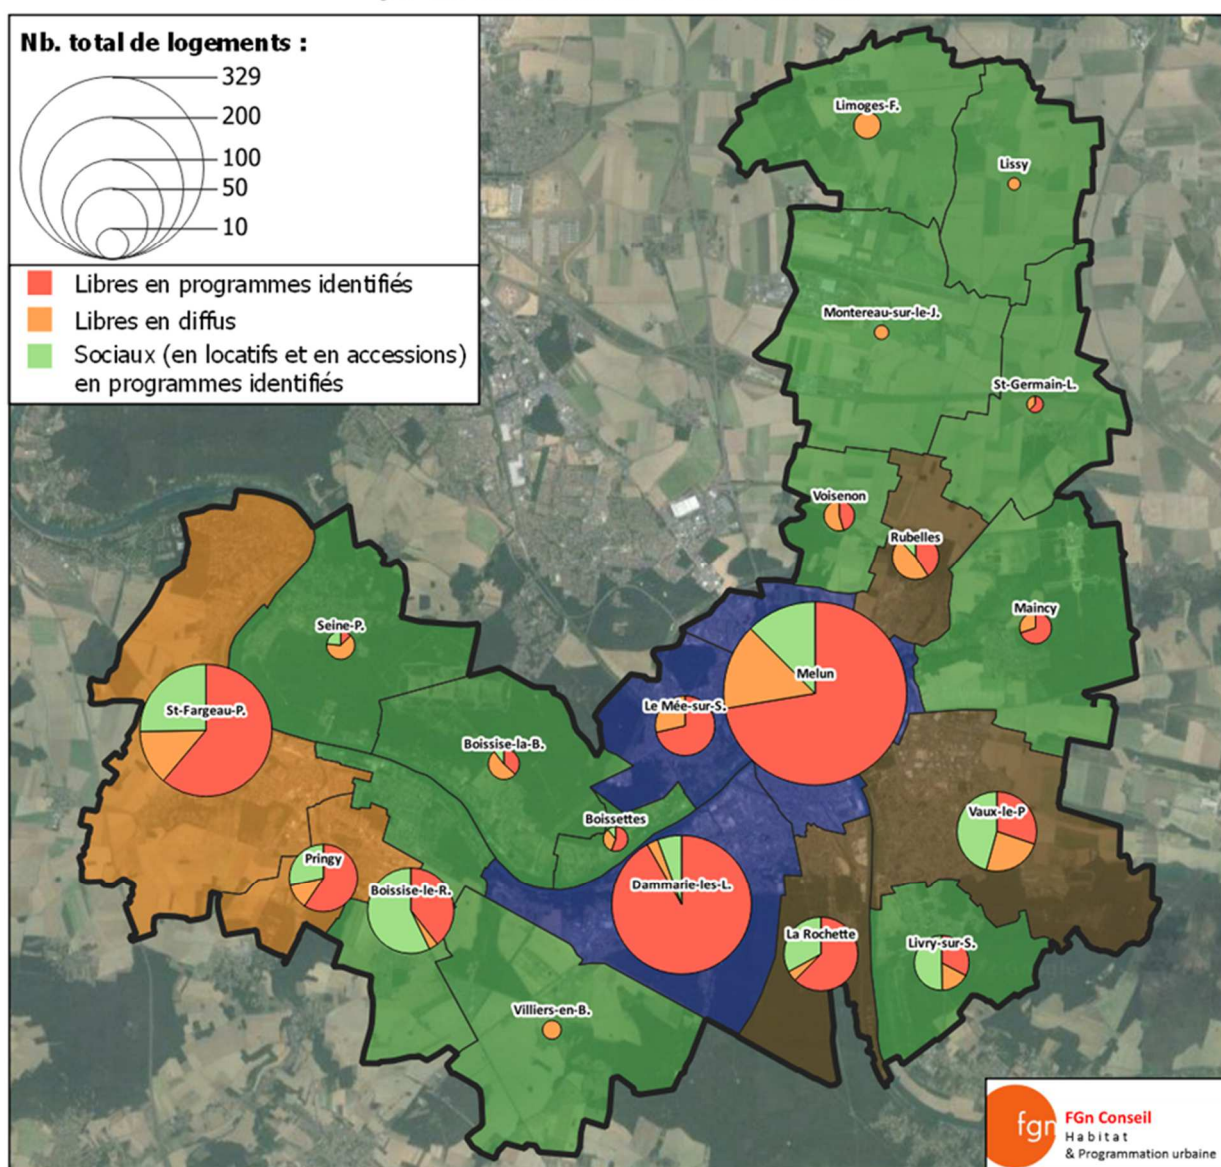 Nb. total de logements :
329
200
100
50
10
Libres en programmes identifiés
Libres en diffus
Sociaux (en locatifs et en accessions)
en programmes identifiés
Limoges-F.
Lissy
Montereau-sur-le-J.
St-Germain-L.
Voisenon
Rubelles
Maincy
Seine-P.
Melun
St-Fargeau-P.
Le Mée-sur-S.
Boissise-la-B.
Boissettes
Vaux-le-P
Pringy
Boissise-le-R.
Dammarie-les-L.
La Rochette
Livry-sur-S.
Villiers-en-B.
fgn
FGn Conseil
Habitat
& Programmation urbaine